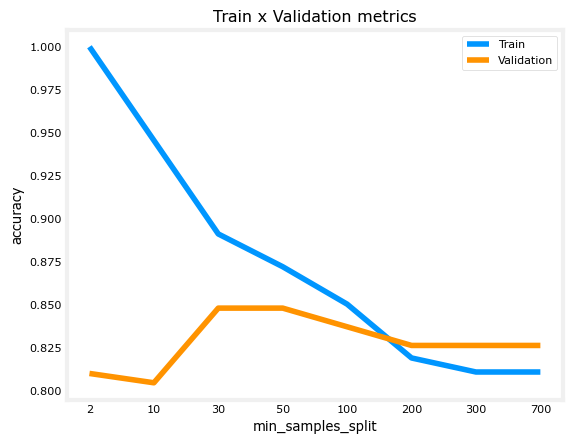 Train x Validation metrics
Train
Validation
1.000
0.975
0.950
0.925
0.900
0.875
0.850
0.825
0.800
accuracy
2 10 30 50 100 200 300 700
min_samples_split